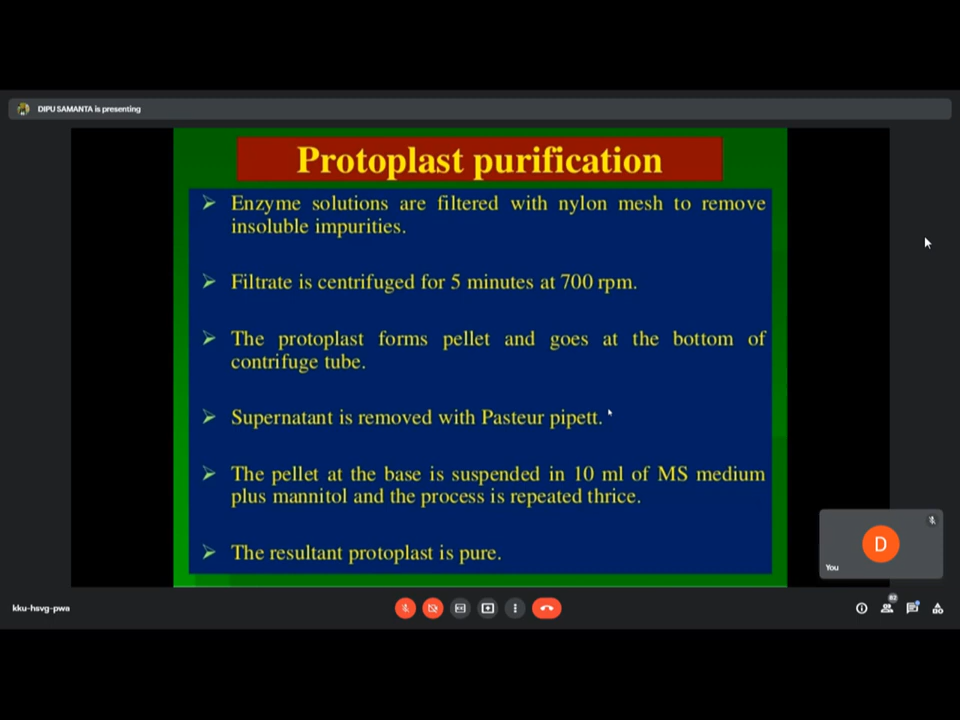 DIPU SAMANTA is presenting
Protoplast purification
Enzyme solutions are filtered with nylon mesh to remove
insoluble impurities.
Filtrate is centrifuged for 5 minutes at 700 rpm.
The protoplast forms pellet and goes at the bottom of
contrifuge tube.
Supernatant is removed with Pasteur pipett.
The pellet at the base is suspended in 10 ml of MS medium
plus mannitol and the process is repeated thrice.
The resultant protoplast is pure.
D
You
kku-hsvg-pwa
82